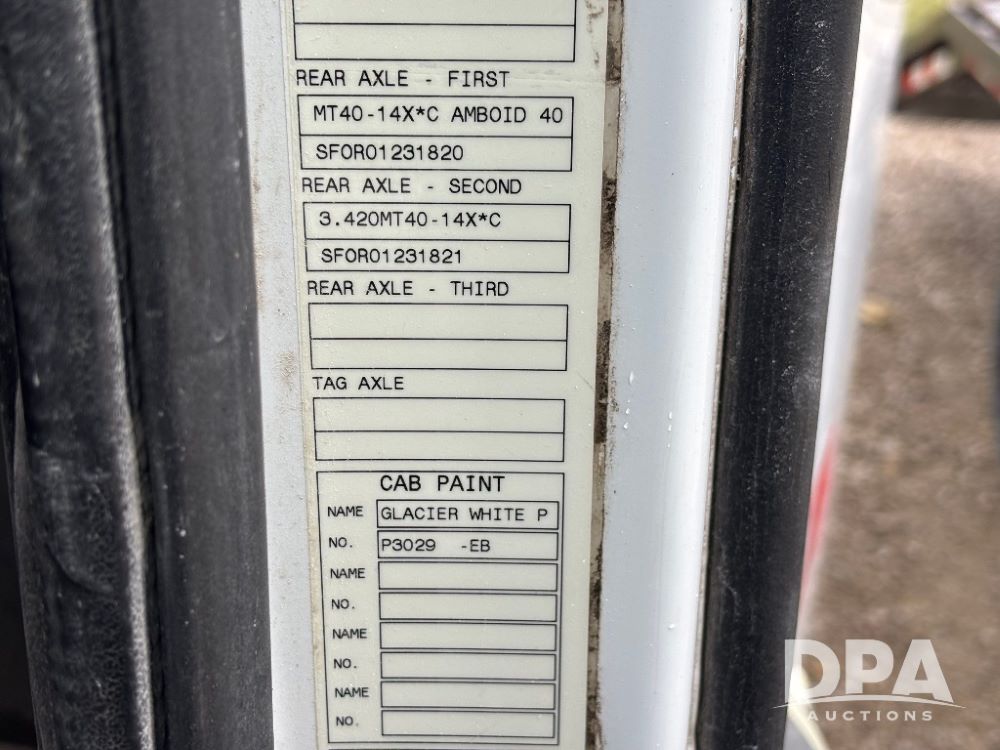 REAR AXLE - FIRST
MT40-14X*C AMBOID 40
SFOR01231820
REAR AXLE - SECOND
3.420MT40-14X*C
SFOR01231821
REAR AXLE - THIRD
TAG AXLE
CAB PAINT
NAME GLACIER WHITE P
NO. P3029 -EB
NAME
NO.
NAME
NO.
NAME
NO.
DPA
AUCTIONS